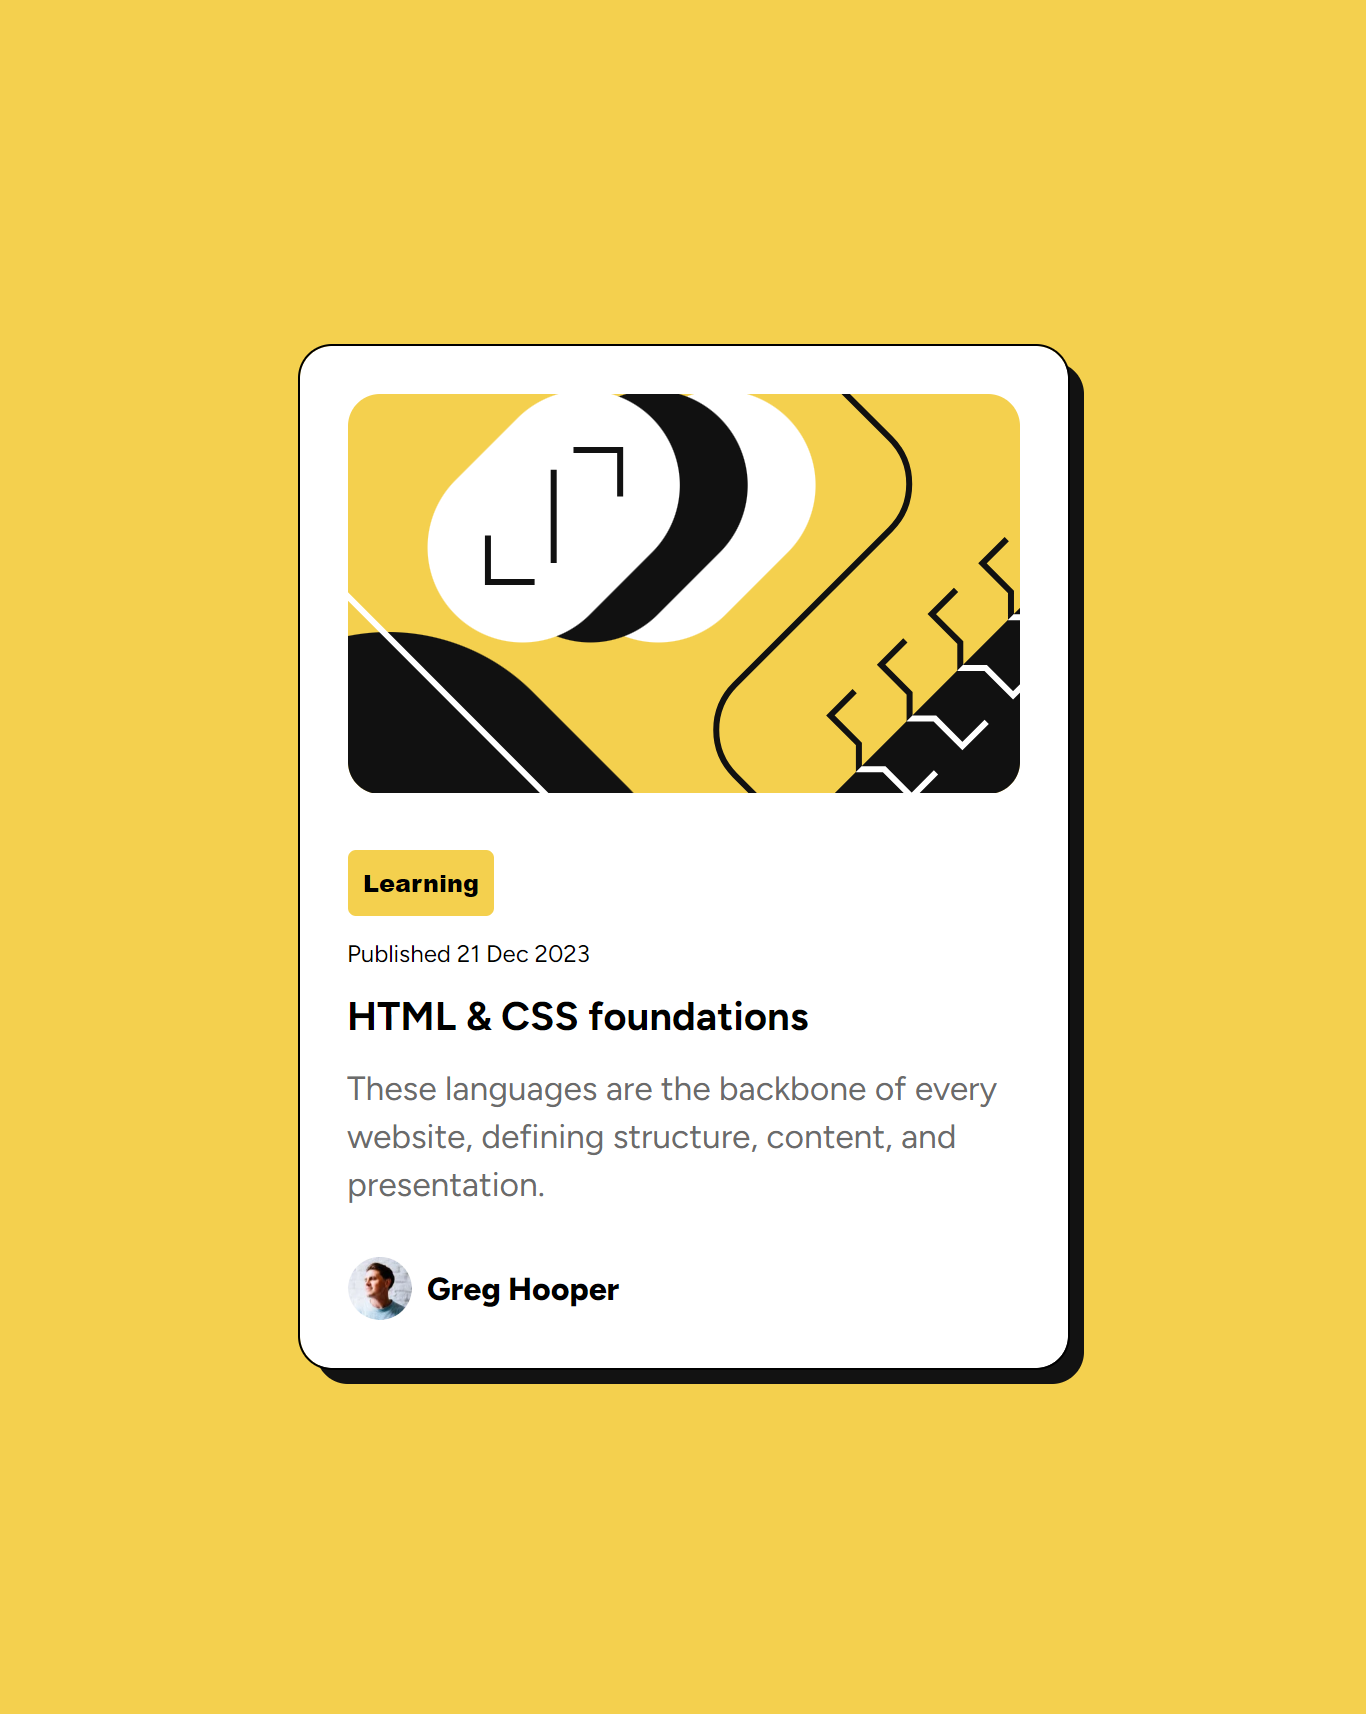 Learning
Published 21 Dec 2023
HTML & CSS foundations
These languages are the backbone of every
website, defining structure, content, and
presentation.
Greg Hooper